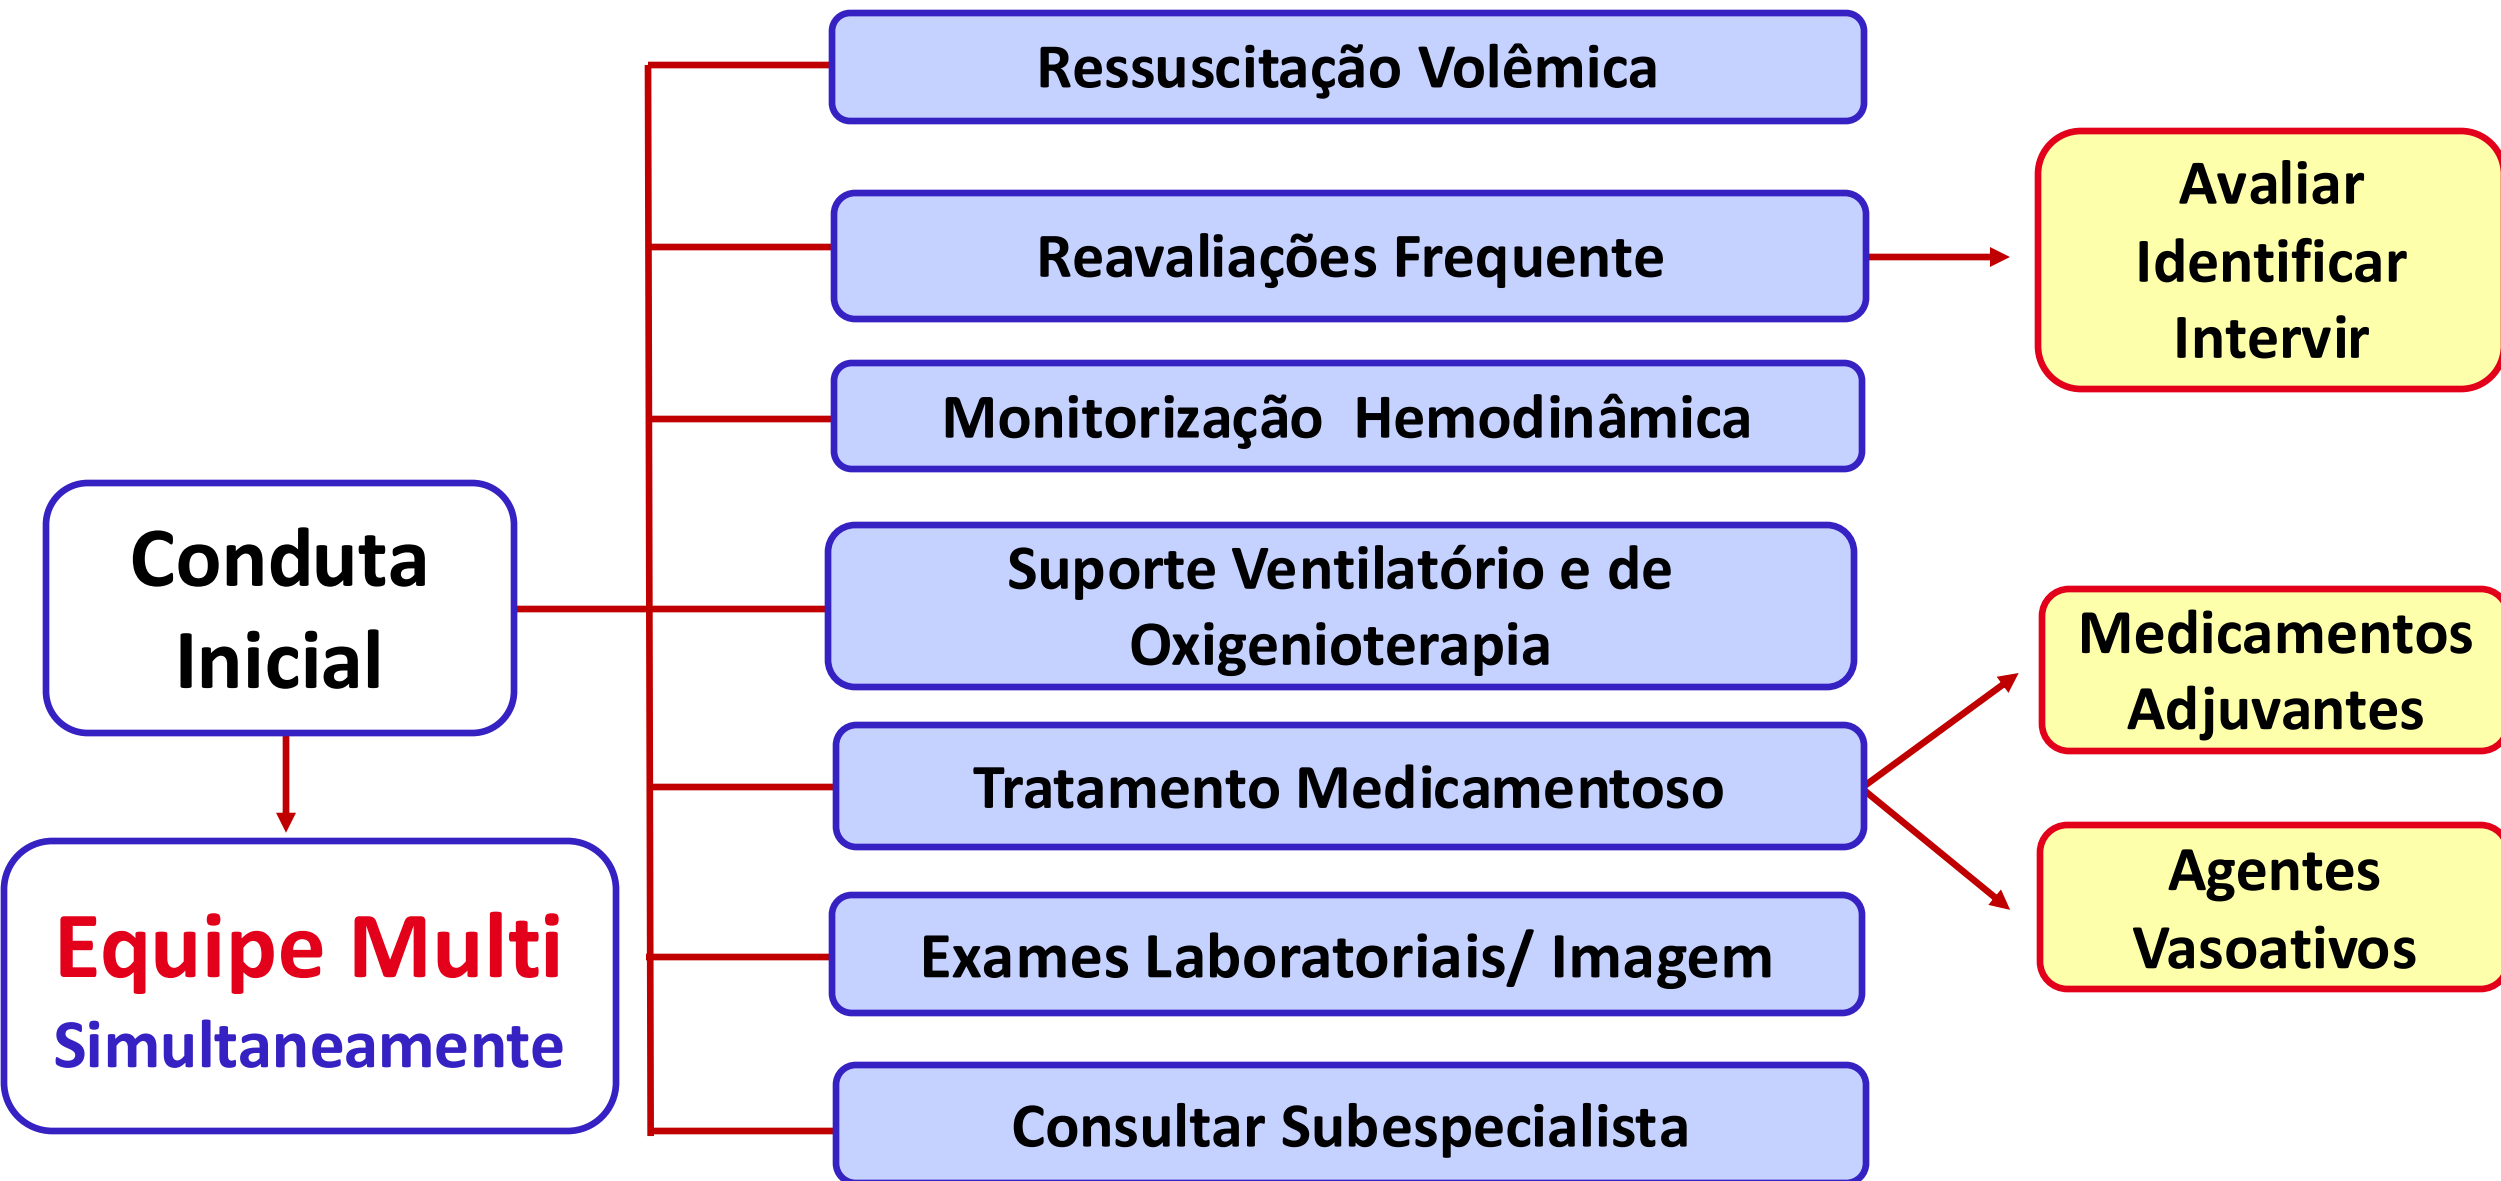 Conduta
Inicial
Equipe Multi
Simultaneamente
Ressuscitação Volêmica
Reavaliações Frequente
Monitorização  Hemodinâmica
Suporte Ventilatório e de
Oxigenioterapia
Tratamento Medicamentoso
Exames Laboratoriais/ Imagem
Consultar Subespecialista
Avaliar
Identificar
Intervir
Medicamentos
Adjuvantes
Agentes
Vasoativos